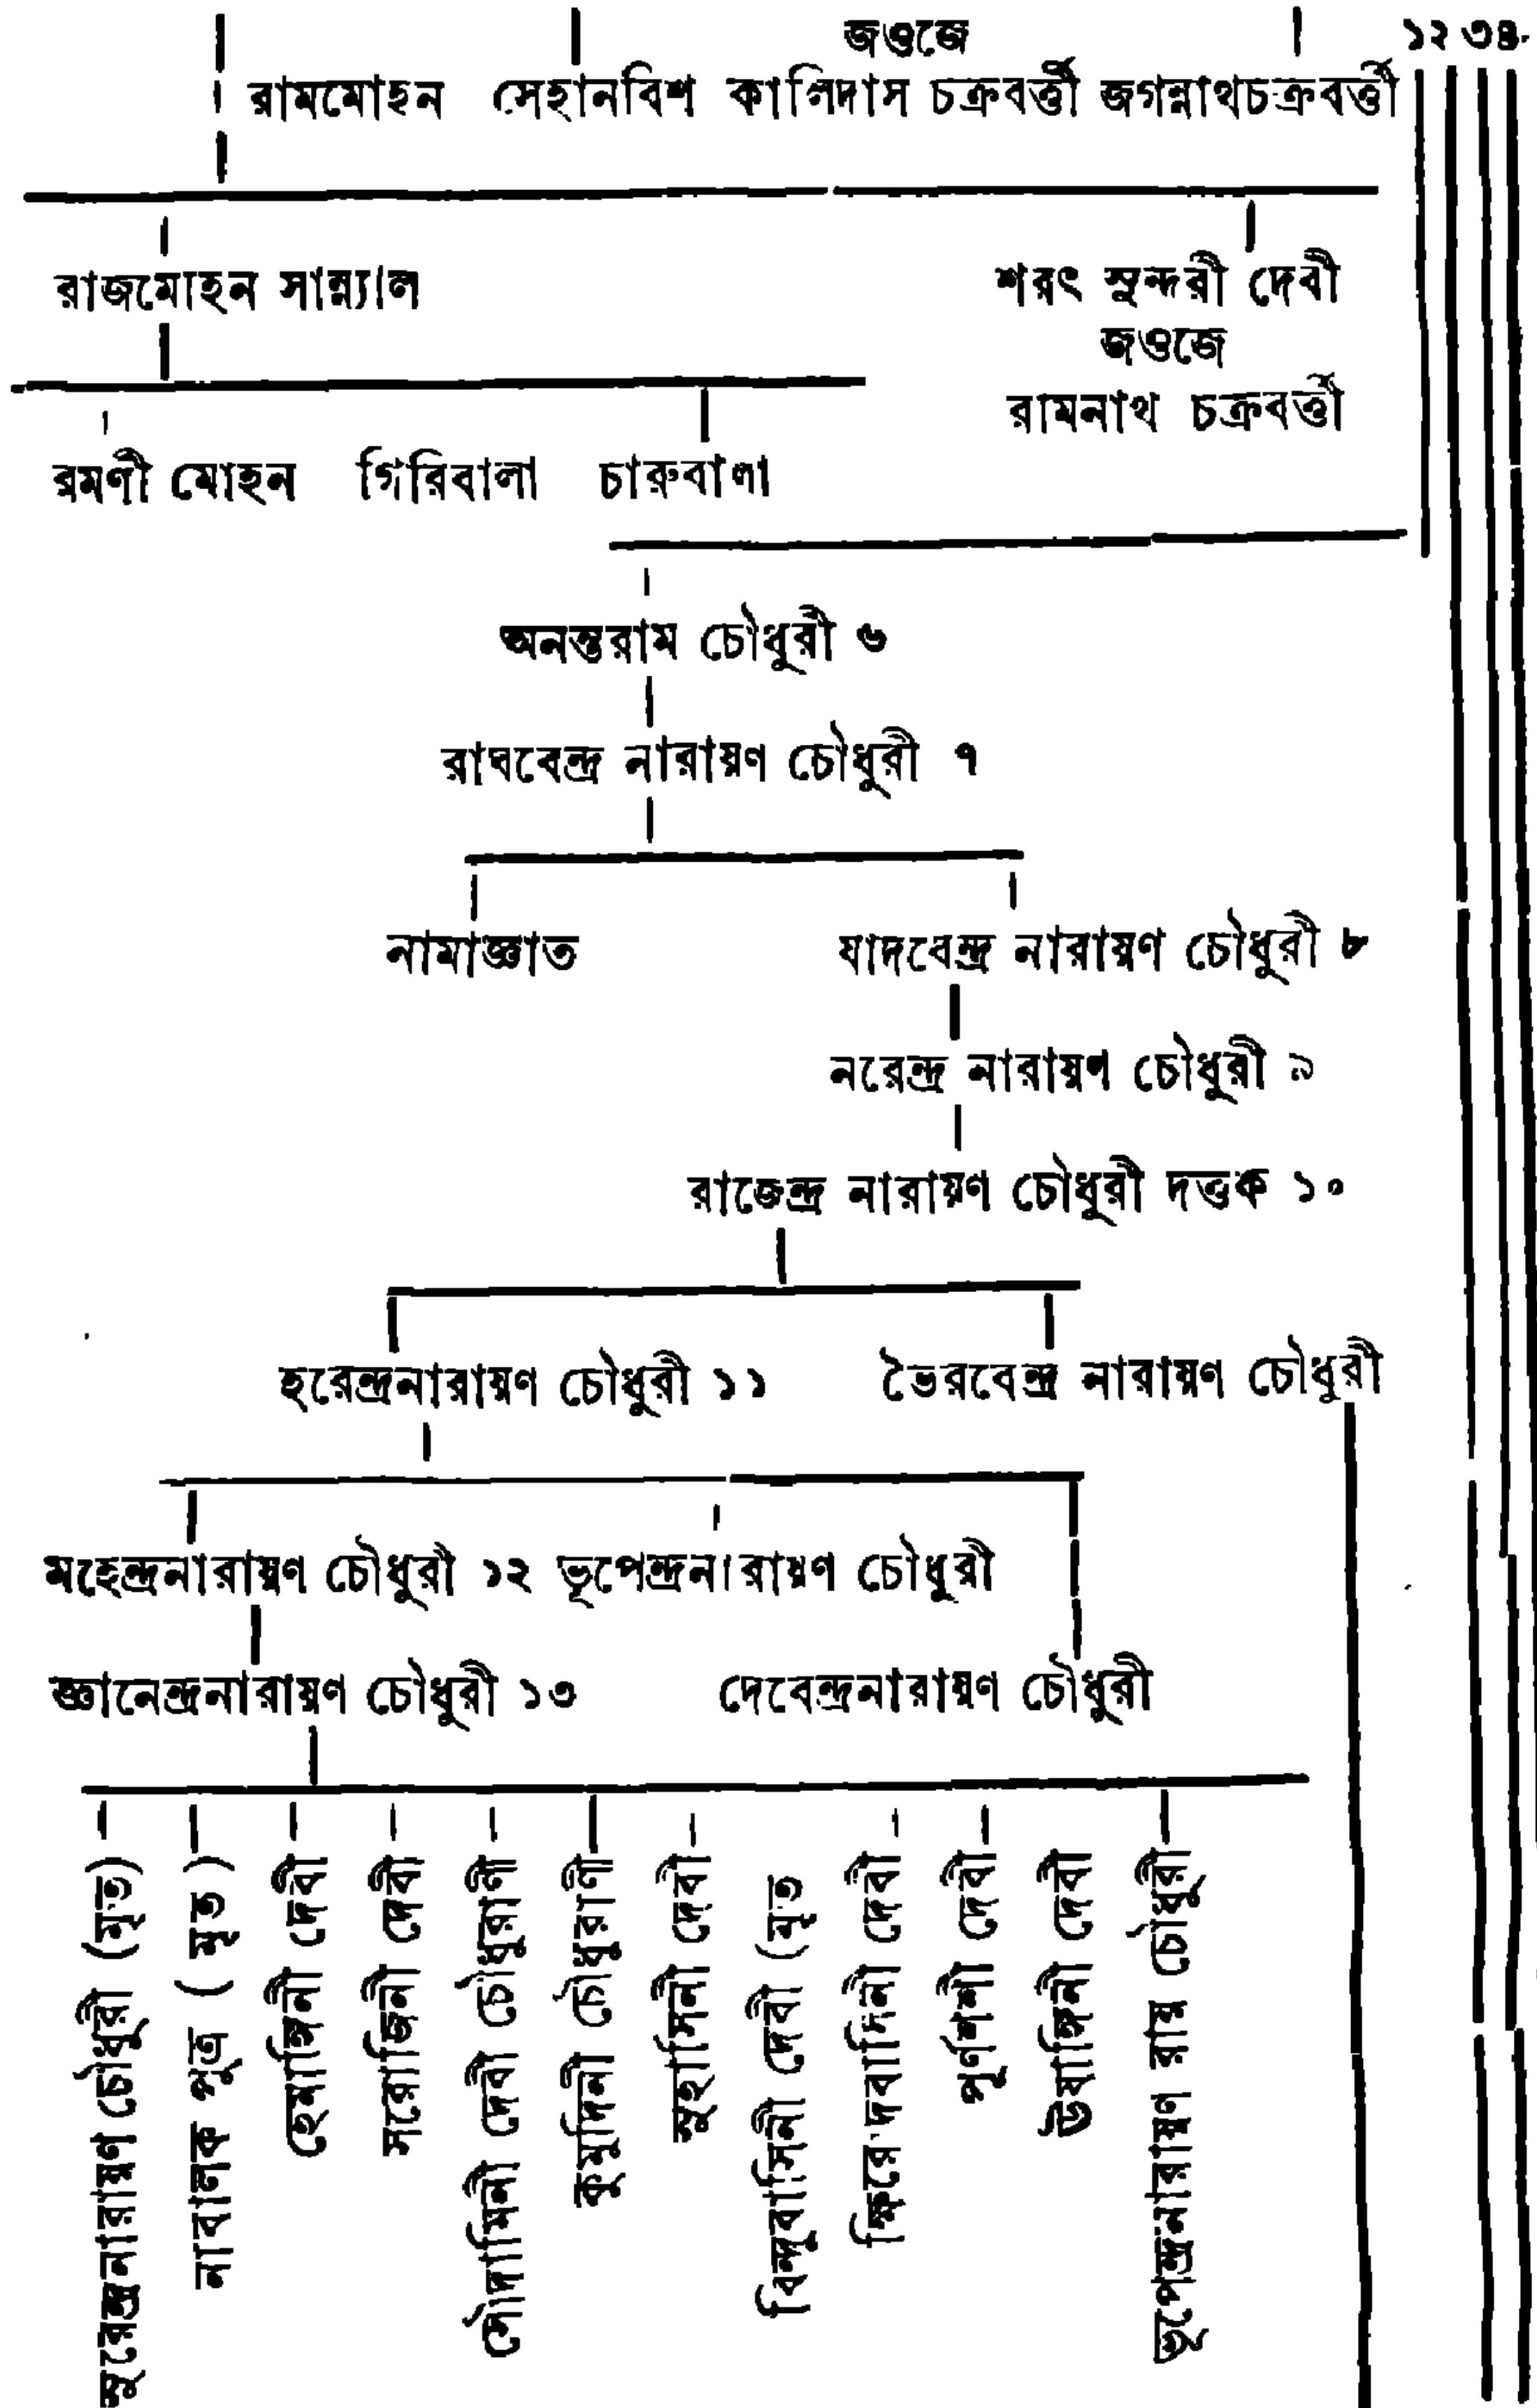 জওজে ১২৩৪
রামমোহন সেহানবিশ কালিদাস চক্রবর্ত্তী জগন্নাথচক্রবর্ত্তী
রাজমোহন সান্ন্যাল শরৎ সুন্দরী দেবী
জওজে
রামনাথ চক্রবর্ত্তী
রমণী মোহন গিরিবালা চারুবালা
অনন্তরাম চৌধুরী ৬
রাঘবেন্দ্র নারায়ণ চৌধুরী ৭
নামাজ্ঞাত যাদবেন্দ্র নারায়ণ চৌধুরী ৮
নরেন্দ্র নারায়ণ চৌধুরী ৯
রাজেন্দ্র নারায়ণ চৌধুরী দত্তক ১০
হরেন্দ্রনারায়ণ চৌধুরী ১১ ভৈরবেন্দ্র নারায়ণ চৌধুরী
মহেন্দ্রনারায়ণ চৌধুরী ১২ ভূপেন্দ্রনারায়ণ চৌধুরী
জ্ঞানেন্দ্রনারায়ণ চৌধুরী ১৩ দেবেন্দ্রনারায়ণ চৌধুরী
সুরেন্দ্রনারায়ণ চৌধুরী (মৃত)
নাবালক পুত্র ( মৃত )
হেমাঙ্গিনী দেবী
সরোজিনী দেবী
সৌদামিনী দেবী চৌধুরাণী
কুমুদিনী চৌধুরাণী
সুহাসিনী দেবী
বিন্দুবাসিনী দেবী (মৃত
ক্ষিরোদবাসিনী দেবী
পূর্ণশশী দেবী
ঊষাঙ্গিনী দেবী
ভূপেন্দ্রনারায়ণ রায় চৌধুরী